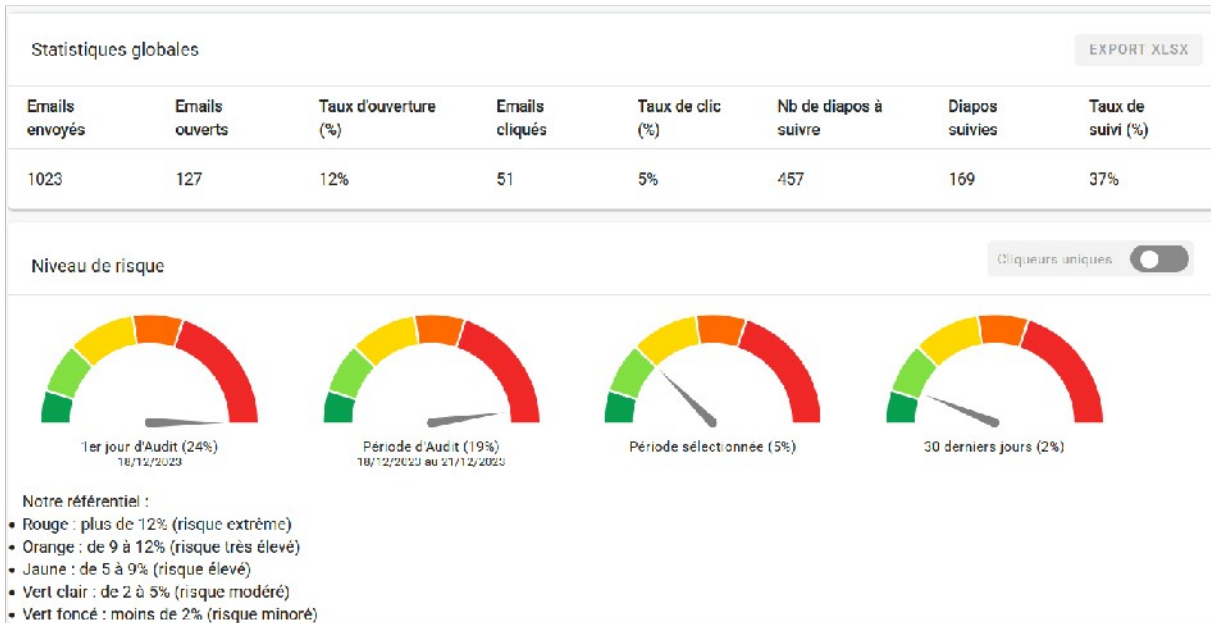 Statistiques globales
EXPORT XLSX
Emails envoyés
Emails ouverts
Taux d'ouverture (%)
Emails cliqués
Taux de clic (%)
Nb de diapos à suivre
Diapos suivies
Taux de suivi (%)
1023 127 12% 51 5% 457 169 37%
Niveau de risque
Cliqueurs uniques
1er jour d'Audit (24%)
18/12/2023
Période d'Audit (19%)
18/12/2023 au 21/12/2023
Période sélectionnée (5%)
30 derniers jours (2%)
Notre référentiel :
• Rouge : plus de 12% (risque extrême)
• Orange : de 9 à 12% (risque très élevé)
• Jaune : de 5 à 9% (risque élevé)
• Vert clair : de 2 à 5% (risque modéré)
• Vert foncé : moins de 2% (risque minoré)